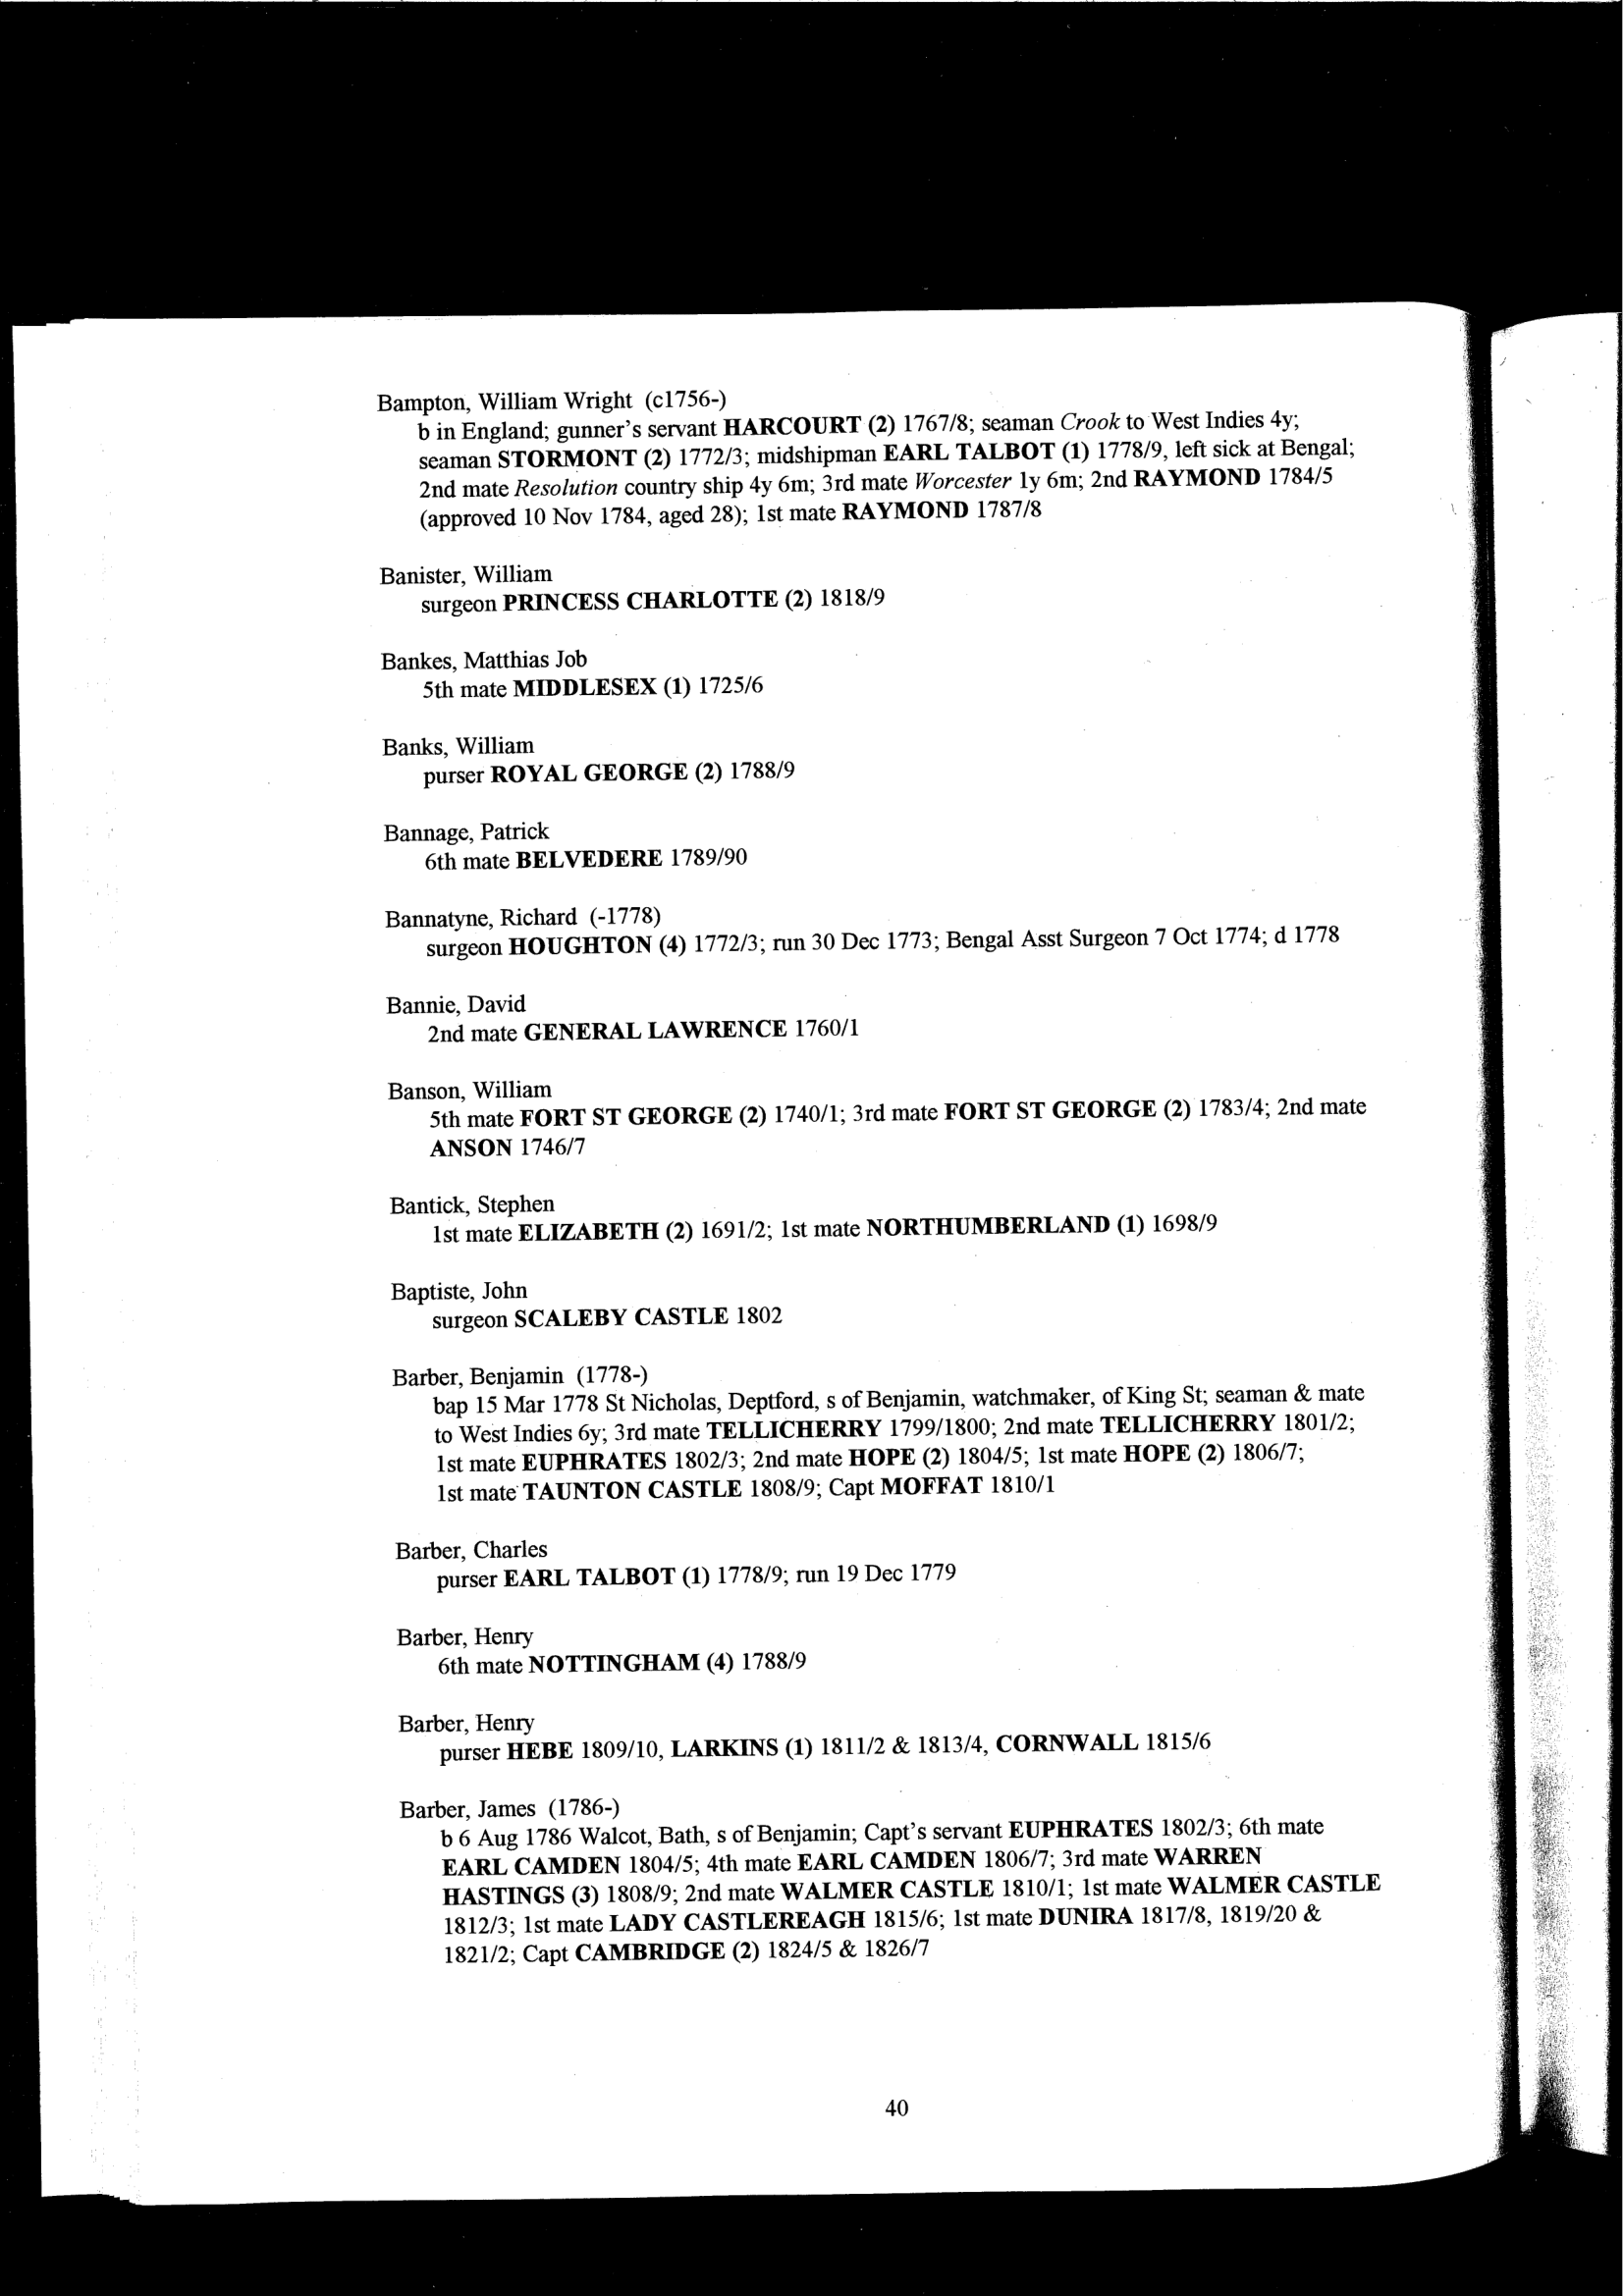 Bampton, William Wright (c1756-)
b in England; gunner's servant HARCOURT (2) 1767/8; seaman Crook to West Indies 4y;
seaman STORMONT (2) 1772/3; midshipman EARL TALBOT (1) 1778/9, left sick at Bengal;
2nd mate Resolution country ship 4y 6m; 3rd mate Worcester 1y 6m; 2nd RAYMOND 1784/5
(approved 10 Nov 1784, aged 28); 1st mate RAYMOND 1787/8
Banister, William
surgeon PRINCESS CHARLOTTE (2) 1818/9
Bankes, Matthias Job
5th mate MIDDLESEX (1) 1725/6
Banks, William
purser ROYAL GEORGE (2) 1788/9
Bannage, Patrick
6th mate BELVEDERE 1789/90
Bannatyne, Richard (-1778)
surgeon HOUGHTON (4) 1772/3; run 30 Dec 1773; Bengal Asst Surgeon 7 Oct 1774; d 1778
Bannie, David
2nd mate GENERAL LAWRENCE 1760/1
Banson, William
5th mate FORT ST GEORGE (2) 1740/1; 3rd mate FORT ST GEORGE (2) 1783/4; 2nd mate
ANSON 1746/7
Bantick, Stephen
1st mate ELIZABETH (2) 1691/2; 1st mate NORTHUMBERLAND (1) 1698/9
Baptiste, John
surgeon SCALEBY CASTLE 1802
Barber, Benjamin (1778-)
bap 15 Mar 1778 St Nicholas, Deptford, s of Benjamin, watchmaker, of King St; seaman & mate
to West Indies 6y; 3rd mate TELLICHERRY 1799/1800; 2nd mate TELLICHERRY 1801/2;
1st mate EUPHRATES 1802/3; 2nd mate HOPE (2) 1804/5; 1st mate HOPE (2) 1806/7;
1st mate TAUNTON CASTLE 1808/9; Capt MOFFAT 1810/1
Barber, Charles
purser EARL TALBOT (1) 1778/9; run 19 Dec 1779
Barber, Henry
6th mate NOTTINGHAM (4) 1788/9
Barber, Henry
purser HEBE 1809/10, LARKINS (1) 1811/2 & 1813/4, CORNWALL 1815/6
Barber, James (1786-)
b 6 Aug 1786 Walcot, Bath, s of Benjamin; Capt's servant EUPHRATES 1802/3; 6th mate
EARL CAMDEN 1804/5; 4th mate EARL CAMDEN 1806/7; 3rd mate WARREN
HASTINGS (3) 1808/9; 2nd mate WALMER CASTLE 1810/1; 1st mate WALMER CASTLE
1812/3; 1st mate LADY CASTLEREAGH 1815/6; 1st mate DUNIRA 1817/8, 1819/20 &
1821/2; Capt CAMBRIDGE (2) 1824/5 & 1826/7
40